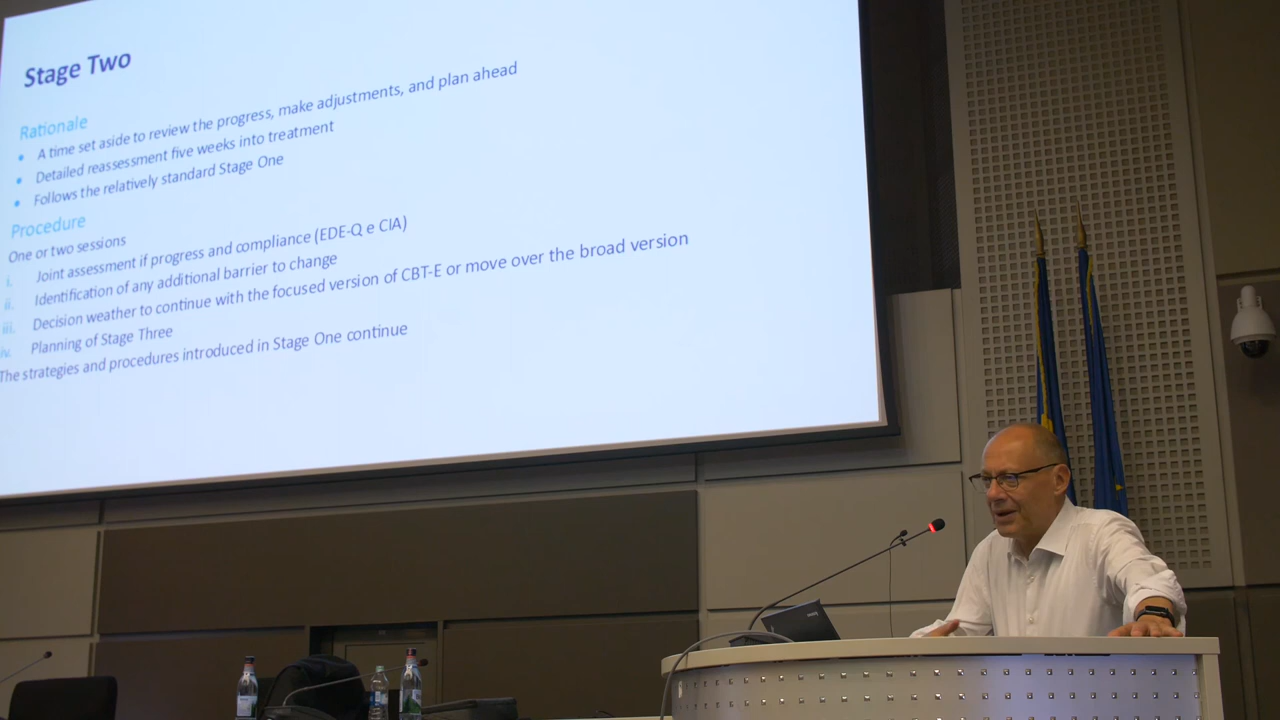 Stage Two
Rationale
• A time set aside to review the progress, make adjustments, and plan ahead
• Detailed reassessment five weeks into treatment
• Follows the relatively standard Stage One
Procedure
One or two sessions
i. Joint assessment if progress and compliance (EDE-Q e CIA)
ii. Identification of any additional barrier to change
iii. Decision weather to continue with the focused version of CBT-E or move over the broad version
iv. Planning of Stage Three
The strategies and procedures introduced in Stage One continue